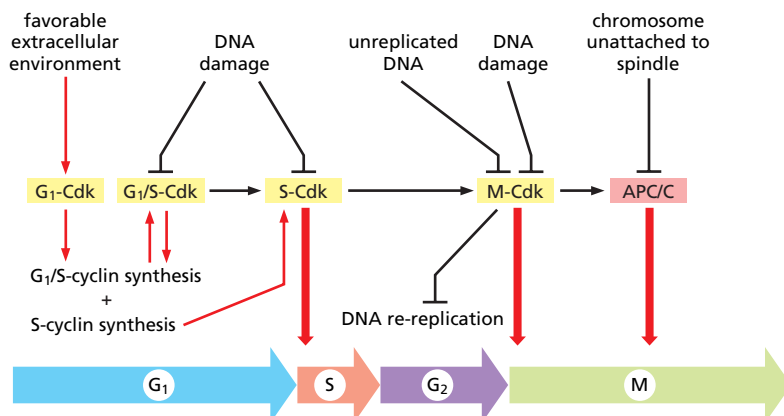 favorable
extracellular
environment
DNA
damage
unreplicated
DNA
DNA
damage
chromosome
unattached to
spindle
G₁-Cdk
G₁/S-Cdk
S-Cdk
M-Cdk
APC/C
G₁/S-cyclin synthesis
+
S-cyclin synthesis
DNA re-replication
G₁
S
G₂
M